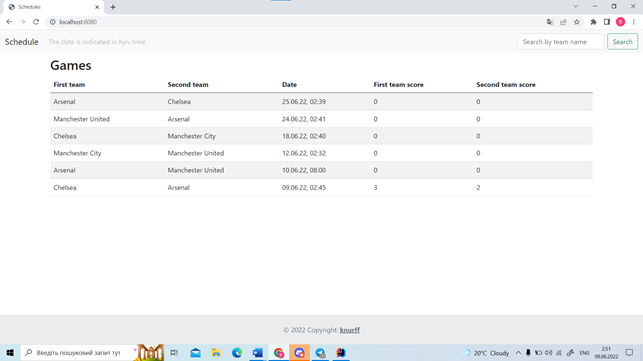 Schedules
localhost:8080
B
Schedule The date is indicated in Kyiv time Search by team name Search
Games
First team Second team Date First team score Second team score
Arsenal Chelsea 25.06.22, 02:39 0 0
Manchester United Arsenal 24.06.22, 02:41 0 0
Chelsea Manchester City 18.06.22, 02:40 0 0
Manchester City Manchester United 12.06.22, 02:32 0 0
Arsenal Manchester United 10.06.22, 08:00 0 0
Chelsea Arsenal 09.06.22, 02:45 3 2
© 2022 Copyright: knurff
Введіть пошуковий запит тут 20°C Cloudy ENG 2:51
09.06.2022